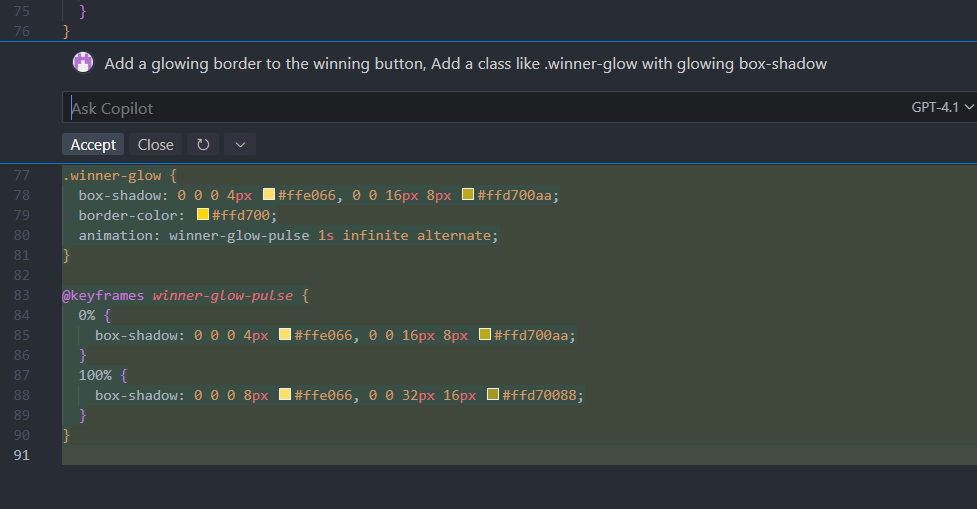 75 }
76 }
Add a glowing border to the winning button, Add a class like .winner-glow with glowing box-shadow
Ask Copilot GPT-4.1
Accept Close
77 .winner-glow {
78 box-shadow: 0 0 0 4px #ffe066, 0 0 16px 8px #ffd700aa;
79 border-color: #ffd700;
80 animation: winner-glow-pulse 1s infinite alternate;
81 }
82
83 @keyframes winner-glow-pulse {
84 0% {
85 box-shadow: 0 0 0 4px #ffe066, 0 0 16px 8px #ffd700aa;
86 }
87 100% {
88 box-shadow: 0 0 0 8px #ffe066, 0 0 32px 16px #ffd70088;
89 }
90 }
91